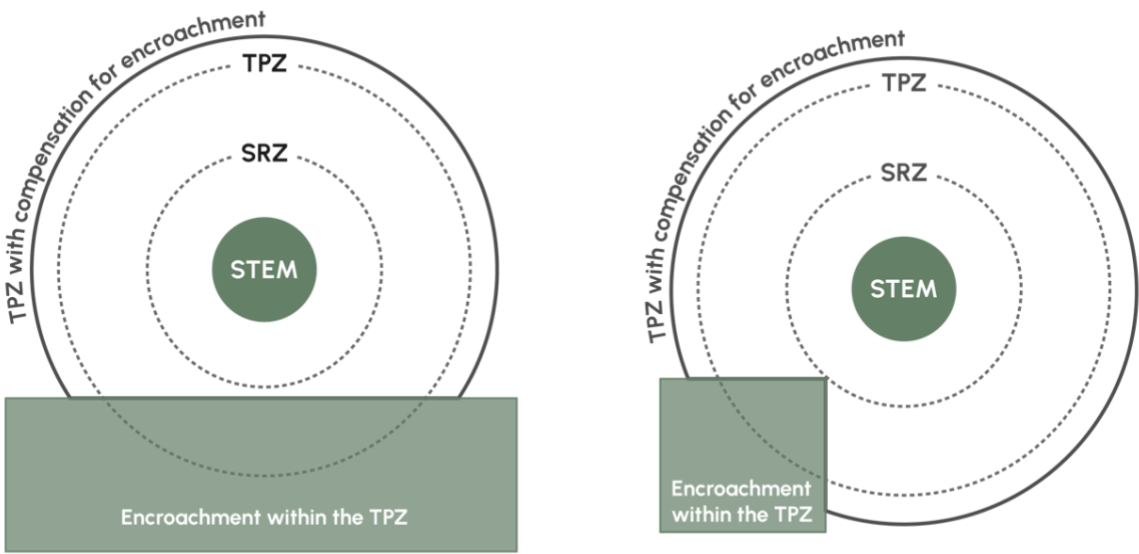 TPZ with compensation for encroachment
TPZ
SRZ
STEM
Encroachment within the TPZ
TPZ with compensation for encroachment
TPZ
SRZ
STEM
Encroachment
within the TPZ